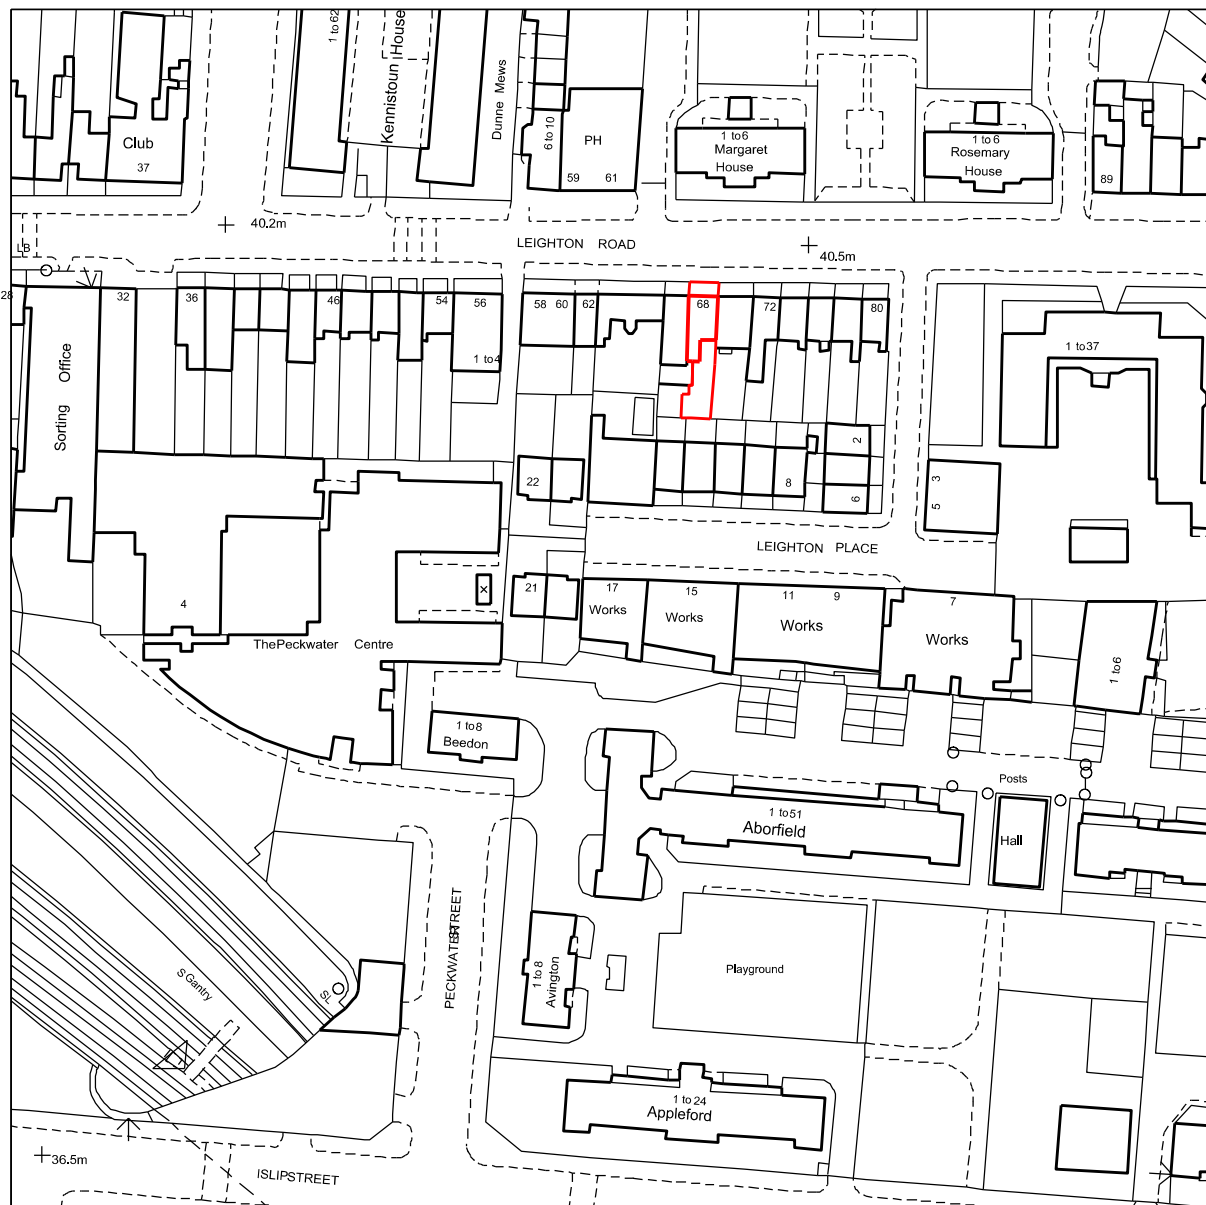 1 to 62
Kennistoun House
Dunne Mews
6 to 10
PH
59
61
Club
37
1 to 6
Margaret
House
1 to 6
Rosemary
House
89
40.2m
LEIGHTON ROAD
40.5m
LB
28
32
36
46
54
56
1 to 4
58
60
62
68
72
80
1 to 37
Sorting Office
22
8
2
6
3
5
LEIGHTON PLACE
4
ThePeckwater Centre
21
17
Works
15
Works
11
9
Works
7
Works
1 to 6
1 to 8
Beedon
Posts
1 to 51
Aborfield
Hall
PECKWATER STREET
1 to 8
Avington
Playground
S Gantry
SL
1 to 24
Appleford
36.5m
ISLIPSTREET